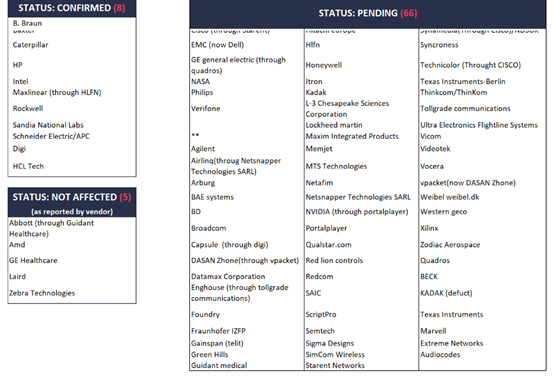 STATUS: CONFIRMED (8)
B. Braun
Baxter
Caterpillar
HP
Intel
Maxlinear (through HLFN)
Rockwell
Sandia National Labs
Schneider Electric/APC
Digi
HCL Tech
STATUS: NOT AFFECTED (5)
(as reported by vendor)
Abbott (through Guidant
Healthcare)
Amd
GE Healthcare
Laird
Zebra Technologies
STATUS: PENDING (66)
Cisco (through Starent)
EMC (now Dell)
GE general electric (through
quadros)
NASA
Philips
Verifone
**
Agilent
Airlinq(throug Netsnapper
Technologies SARL)
Arburg
BAE systems
BD
Broadcom
Capsule (through digi)
DASAN Zhone(through vpacket)
Datamax Corporation
Enghouse (through tollgrade
communications)
Foundry
Fraunhofer IZFP
Gainspan (telit)
Green Hills
Guidant medical
Hitachi europe
Hlfn
Honeywell
Itron
Kadak
L-3 Chesapeake Sciences
Corporation
Lockheed martin
Maxim Integrated Products
Memjet
MTS Technologies
Netafim
Netsnapper Technologies SARL
NVIDIA (through portalplayer)
Portalplayer
Qualstar.com
Red lion controls
Redcom
SAIC
ScriptPro
Semtech
Sigma Designs
SimCom Wireless
Starent Networks
Synamedia(Through Cisco)/NDSUK
Syncroness
Technicolor (Throught CISCO)
Texas Instruments-Berlin
Thinkcom/ThinKom
Tollgrade communications
Ultra Electronics Flightline Systems
Vicom
Videotek
Vocera
vpacket(now DASAN Zhone)
Weibel weibel.dk
Western geco
Xilinx
Zodiac Aerospace
Quadros
BECK
KADAK (defuct)
Texas Instruments
Marvell
Extreme Networks
Audiocodes